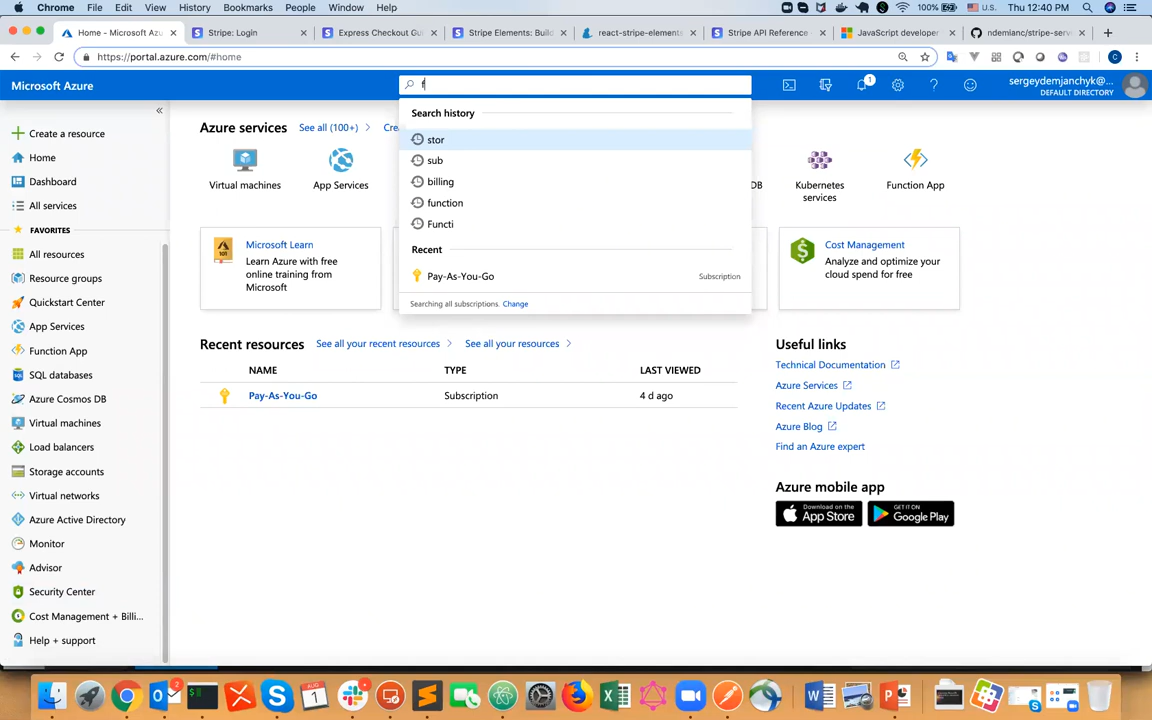 Chrome File Edit View History Bookmarks People Window Help
100% U.S. Thu 12:40 PM
Home - Microsoft Az
Stripe: Login
Express Checkout Gu
Stripe Elements: Build
react-stripe-elements
Stripe API Reference
JavaScript developer
ndemianc/stripe-serv
https://portal.azure.com/#home
Microsoft Azure
f
1
sergeydemjanchyk@...
DEFAULT DIRECTORY
Create a resource
Home
Dashboard
All services
FAVORITES
All resources
Resource groups
Quickstart Center
App Services
Function App
SQL databases
Azure Cosmos DB
Virtual machines
Load balancers
Storage accounts
Virtual networks
Azure Active Directory
Monitor
Advisor
Security Center
Cost Management + Billi...
Help + support
Azure services See all (100+) Cre
Virtual machines
App Services
DB
Kubernetes
services
Function App
Search history
stor
sub
billing
function
Functi
Recent
Pay-As-You-Go Subscription
Searching all subscriptions. Change
Microsoft Learn
Learn Azure with free
online training from
Microsoft
Cost Management
Analyze and optimize your
cloud spend for free
Recent resources See all your recent resources See all your resources
NAME TYPE LAST VIEWED
Pay-As-You-Go Subscription 4 d ago
Useful links
Technical Documentation
Azure Services
Recent Azure Updates
Azure Blog
Find an Azure expert
Azure mobile app
Download on the
App Store
GET IT ON
Google Play
2
AUG
1